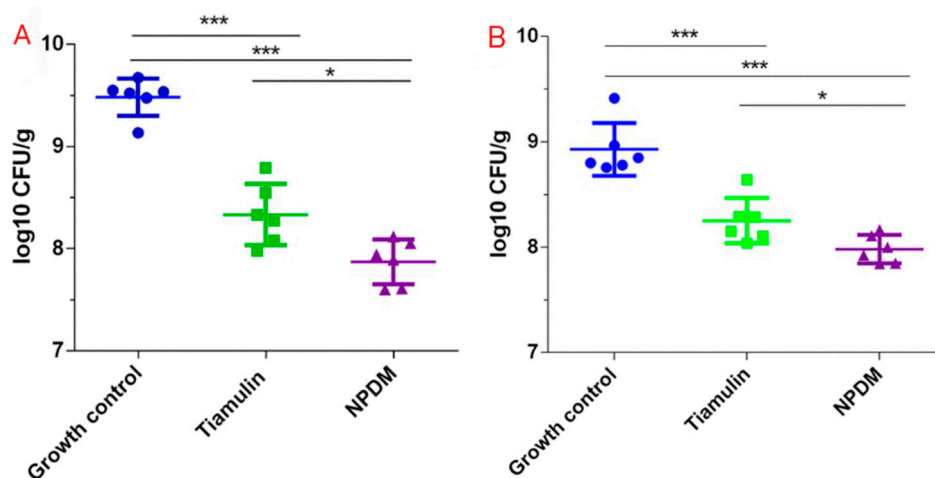 A
***
***
*
10
9
8
7
log10 CFU/g
Growth control
Tiamulin
NPDM
B
***
***
*
10
9
8
7
log10 CFU/g
Growth control
Tiamulin
NPDM